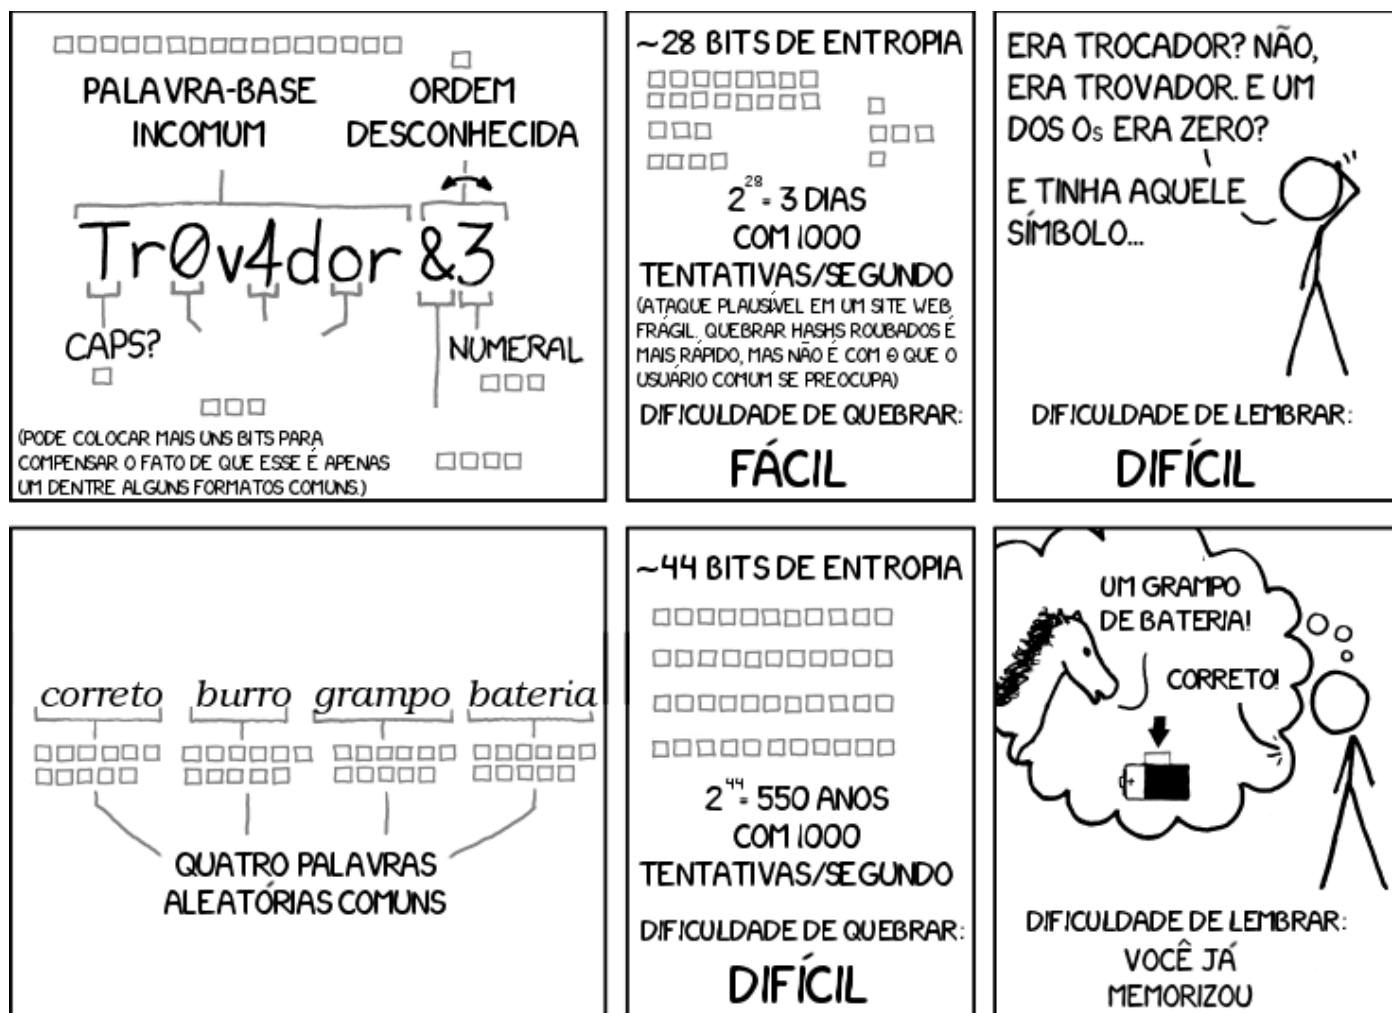 PALAVRA-BASE
INCOMUM
ORDEM
DESCONHECIDA
Tr0v4dor &3
CAPS?
NUMERAL
(PODE COLOCAR MAIS UNS BITS PARA
COMPENSAR O FATO DE QUE ESSE É APENAS
UM DENTRE ALGUNS FORMATOS COMUNS.)
~28 BITS DE ENTROPIA
2^28 = 3 DIAS
COM 1000
TENTATIVAS/SEGUNDO
(ATAQUE PLAUSÍVEL EM UM SITE WEB
FRÁGIL. QUEBRAR HASHS ROUBADOS É
MAIS RÁPIDO, MAS NÃO É COM O QUE O
USUÁRIO COMUM SE PREOCUPA)
DIFICULDADE DE QUEBRAR:
FÁCIL
ERA TROCADOR? NÃO,
ERA TROVADOR. E UM
DOS Os ERA ZERO?
E TINHA AQUELE
SÍMBOLO...
DIFICULDADE DE LEMBRAR:
DIFÍCIL
correto burro grampo bateria
QUATRO PALAVRAS
ALEATÓRIAS COMUNS
~44 BITS DE ENTROPIA
2^44 = 550 ANOS
COM 1000
TENTATIVAS/SEGUNDO
DIFICULDADE DE QUEBRAR:
DIFÍCIL
UM GRAMPO
DE BATERIA!
CORRETO!
DIFICULDADE DE LEMBRAR:
VOCÊ JÁ
MEMORIZOU